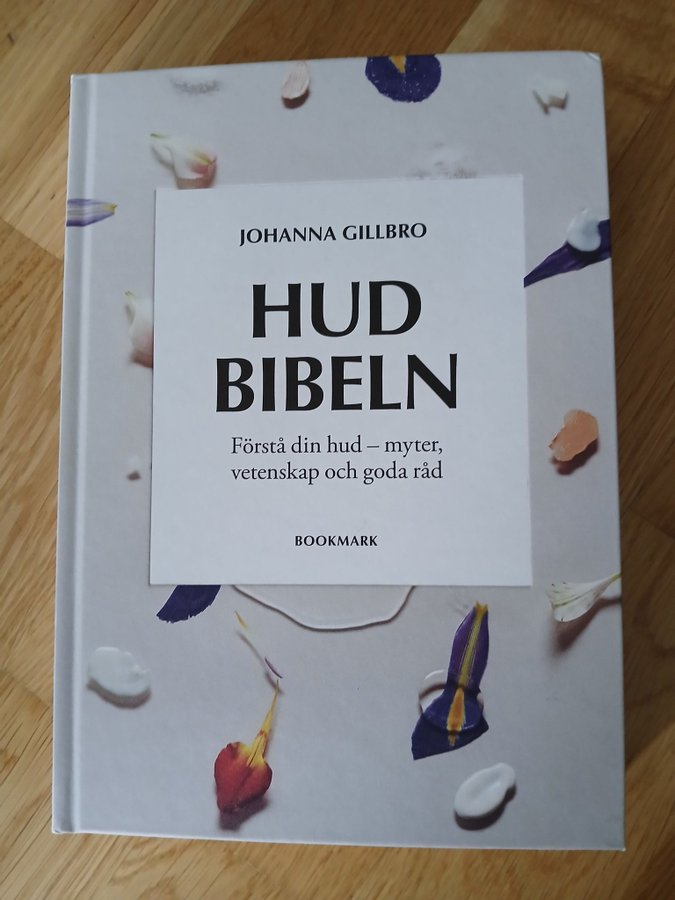 JOHANNA GILLBRO
HUD
BIBELN
Förstå din hud – myter,
vetenskap och goda råd
BOOKMARK